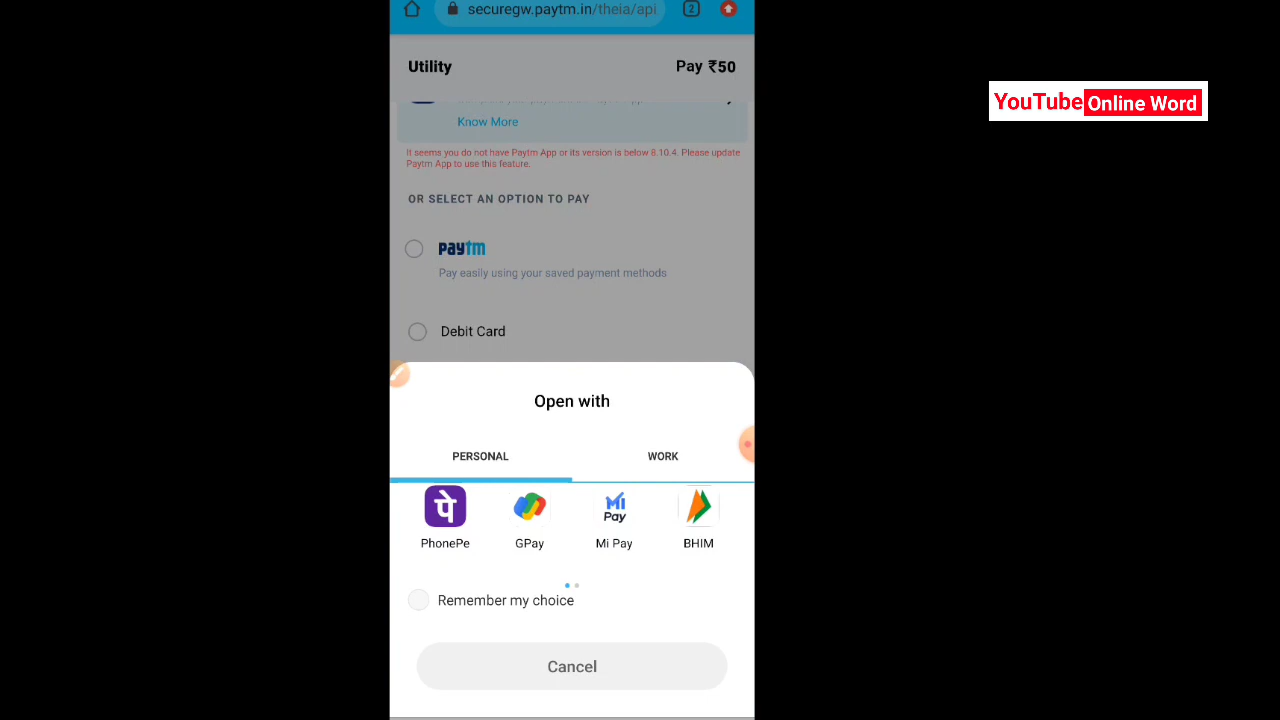 securegw.paytm.in/theia/api
2
Utility
Pay ₹50
Know More
It seems you do not have Paytm App or its version is below 8.10.4. Please update
Paytm App to use this feature.
OR SELECT AN OPTION TO PAY
paytm
Pay easily using your saved payment methods
Debit Card
Open with
PERSONAL
WORK
पे
Mi
Pay
PhonePe
GPay
Mi Pay
BHIM
Remember my choice
Cancel
YouTube Online Word